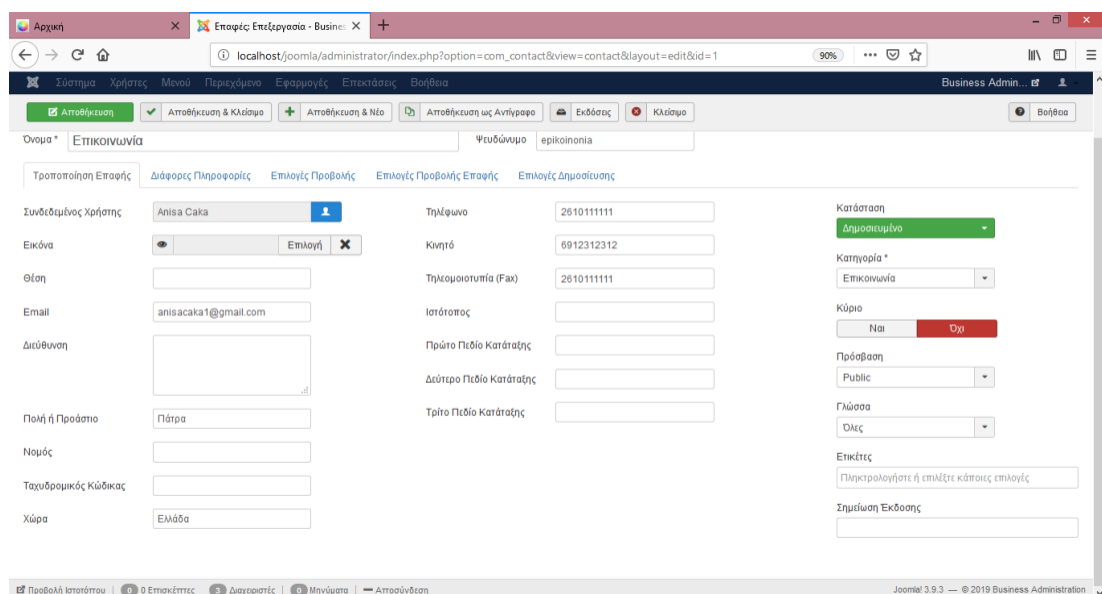 Αρχική
Επαφές: Επεξεργασία - Busines
localhost/joomla/administrator/index.php?option=com_contact&view=contact&layout=edit&id=1
90%
Σύστημα Χρήστες Μενού Περιεχόμενο Εφαρμογές Επεκτάσεις Βοήθεια
Business Admin...
Αποθήκευση
Αποθήκευση & Κλείσιμο
Αποθήκευση & Νέο
Αποθήκευση ως Αντίγραφο
Εκδόσεις
Κλείσιμο
Βοήθεια
Όνομα * Επικοινωνία
Ψευδώνυμο epikoinonia
Τροποποίηση Επαφής
Διάφορες Πληροφορίες
Επιλογές Προβολής
Επιλογές Προβολής Επαφής
Επιλογές Δημοσίευσης
Συνδεδεμένος Χρήστης Anisa Caka
Εικόνα Επιλογή
Θέση
Email anisacaka1@gmail.com
Διεύθυνση
Πολή ή Προάστιο Πάτρα
Νομός
Ταχυδρομικός Κώδικας
Χώρα Ελλάδα
Τηλέφωνο 2610111111
Κινητό 6912312312
Τηλεομοιοτυπία (Fax) 2610111111
Ιστότοπος
Πρώτο Πεδίο Κατάταξης
Δεύτερο Πεδίο Κατάταξης
Τρίτο Πεδίο Κατάταξης
Κατάσταση
Δημοσιευμένο
Κατηγορία *
Επικοινωνία
Κύριο
Ναι Όχι
Πρόσβαση
Public
Γλώσσα
Όλες
Ετικέτες
Πληκτρολογήστε ή επιλέξτε κάποιες επιλογές
Σημείωση Έκδοσης
Προβολή Ιστοτόπου | 0 0 Επισκέπτες 3 Διαχειριστές | 0 Μηνύματα | Αποσύνδεση
Joomla! 3.9.3 — © 2019 Business Administration